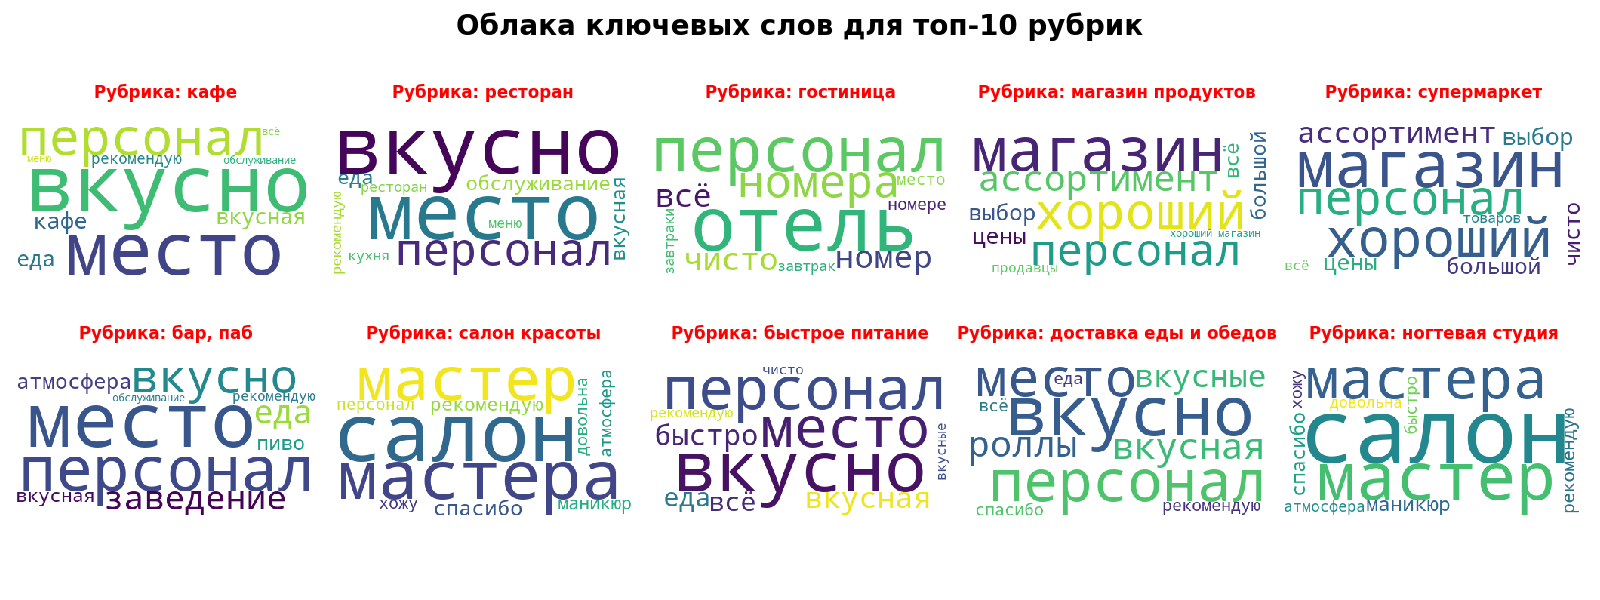 Облака ключевых слов для топ-10 рубрик
Рубрика: кафе
персонал
всё
меню
рекомендую
обслуживание
вкусно
кафе
вкусная
место
еда
Рубрика: ресторан
вкусно
еда
ресторан
обслуживание
рекомендую
место
меню
вкусная
персонал
кухня
Рубрика: гостиница
персонал
номера
место
всё
номере
отель
завтраки
чисто
завтрак
номер
Рубрика: магазин продуктов
магазин
всё
большой
ассортимент
выбор
хороший
цены
персонал
хороший магазин
продавцы
Рубрика: супермаркет
ассортимент
выбор
магазин
персонал
товаров
чисто
хороший
всё
цены
большой
Рубрика: бар, паб
атмосфера
вкусно
обслуживание
рекомендую
место
еда
пиво
персонал
вкусная
заведение
Рубрика: салон красоты
мастер
персонал
рекомендую
довольна
атмосфера
салон
мастера
хожу
спасибо
маникюр
Рубрика: быстрое питание
чисто
персонал
рекомендую
быстро
место
вкусные
вкусно
еда
всё
вкусная
Рубрика: доставка еды и обедов
место
еда
вкусные
всё
вкусно
роллы
вкусная
персонал
спасибо
рекомендую
Рубрика: ногтевая студия
хожу
мастера
довольна
быстро
салон
спасибо
рекомендую
мастер
атмосфера
маникюр